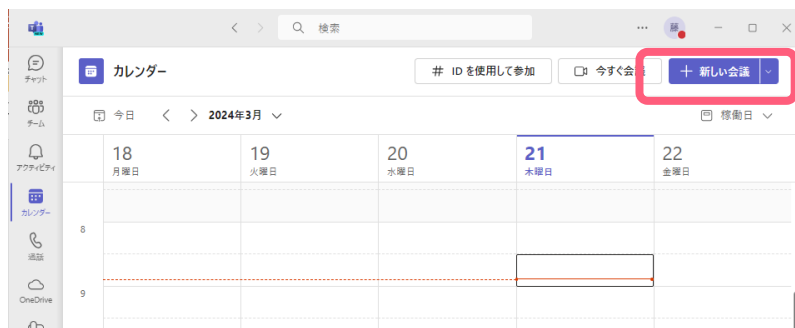 検索
藤
チャット
チーム
アクティビティ
カレンダー
通話
OneDrive
カレンダー
# ID を使用して参加
今すぐ会議
+ 新しい会議
今日
2024年3月
稼働日
18
月曜日
19
火曜日
20
水曜日
21
木曜日
22
金曜日
8
9